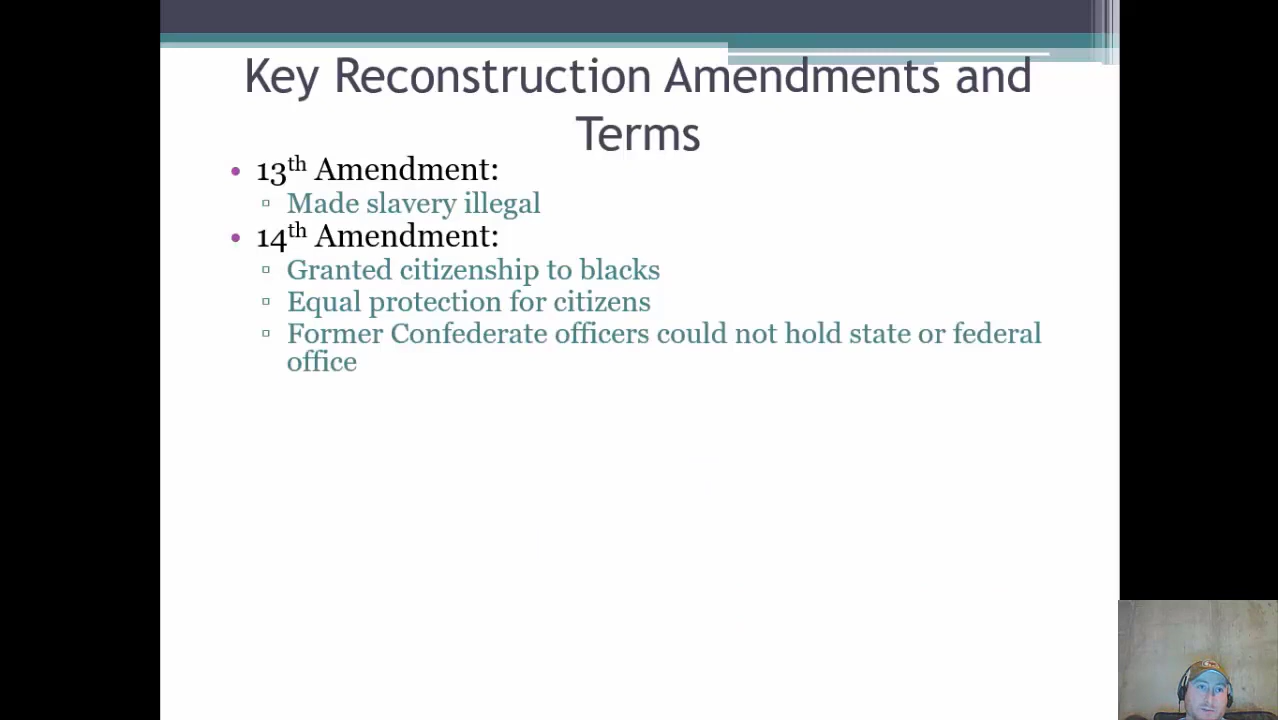 Key Reconstruction Amendments and
Terms
• 13th Amendment:
▫ Made slavery illegal
• 14th Amendment:
▫ Granted citizenship to blacks
▫ Equal protection for citizens
▫ Former Confederate officers could not hold state or federal
office